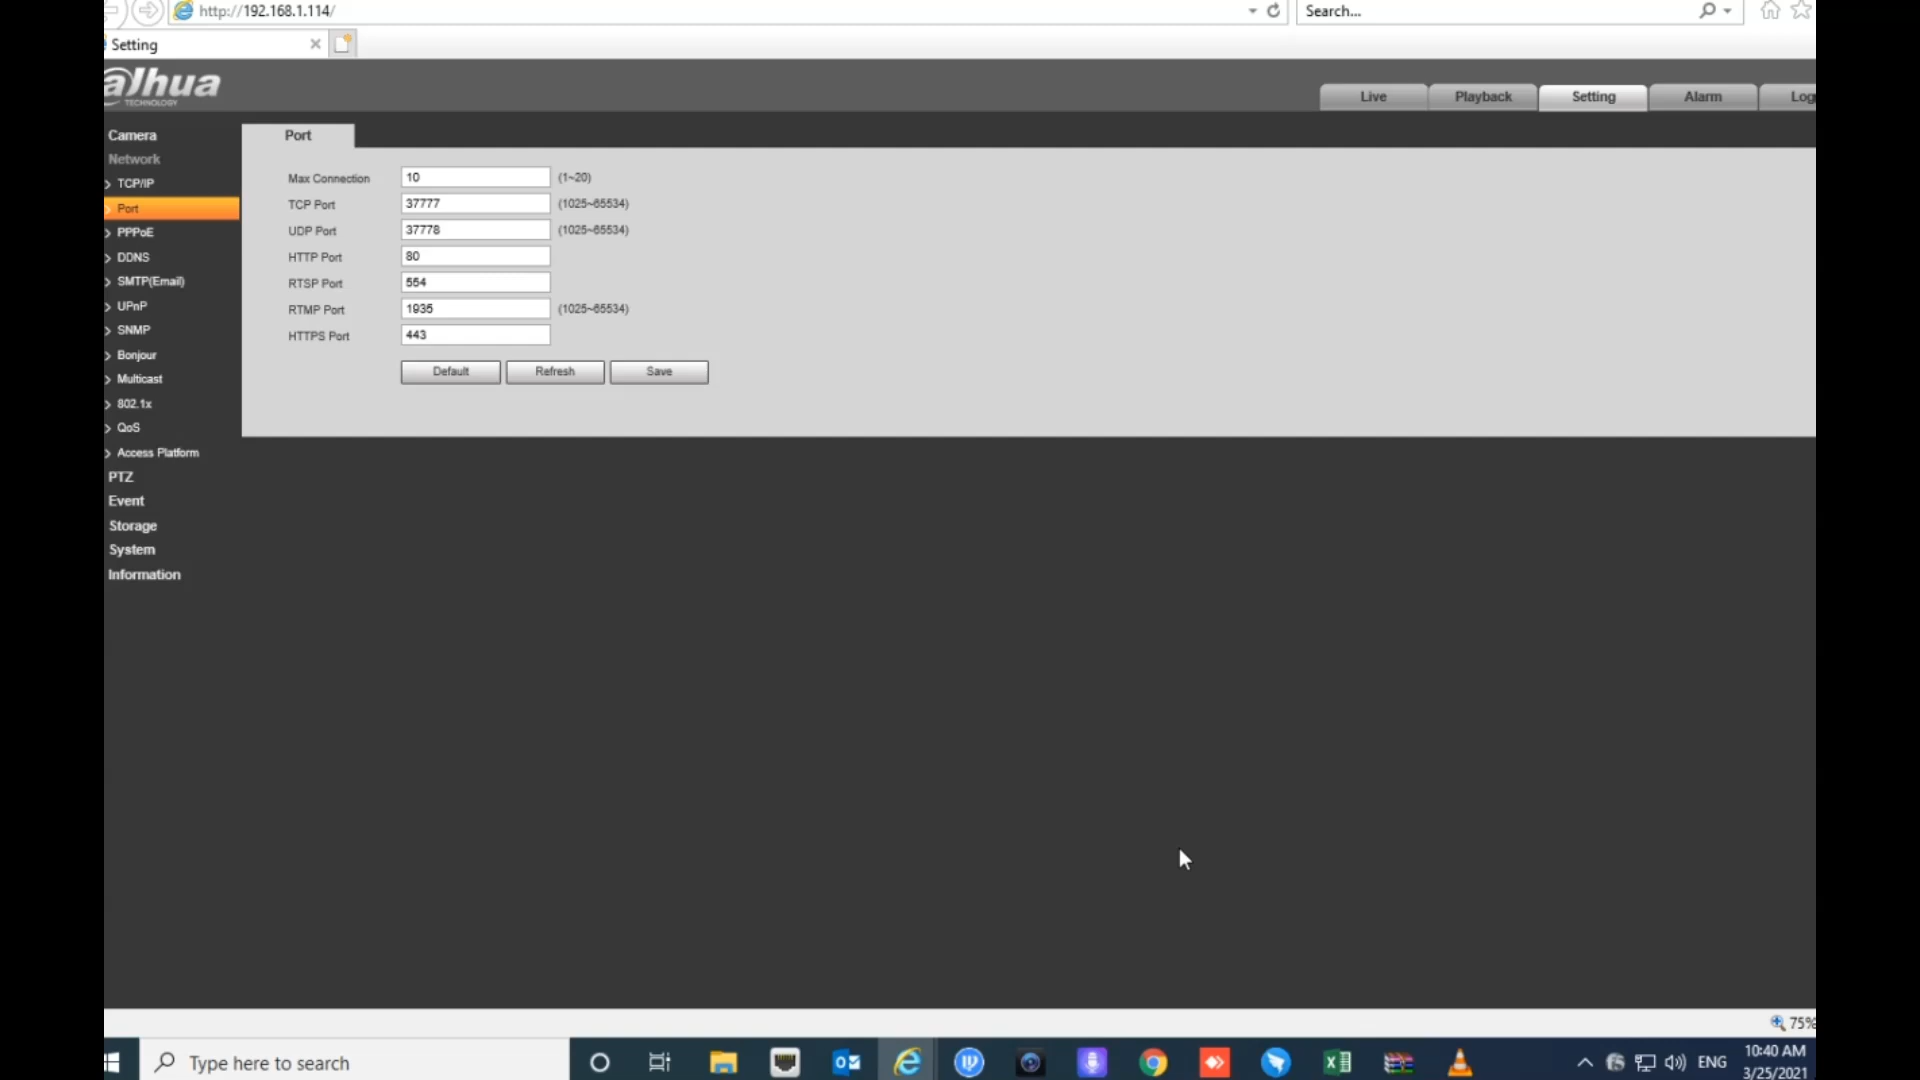 http://192.168.1.114/
Search...
Setting
alhua
TECHNOLOGY
Live
Playback
Setting
Alarm
Log
Camera
Network
TCP/IP
Port
PPPoE
DDNS
SMTP(Email)
UPnP
SNMP
Bonjour
Multicast
802.1x
QoS
Access Platform
PTZ
Event
Storage
System
Information
Port
Max Connection 10 (1~20)
TCP Port 37777 (1025~65534)
UDP Port 37778 (1025~65534)
HTTP Port 80
RTSP Port 554
RTMP Port 1935 (1025~65534)
HTTPS Port 443
Default Refresh Save
75%
Type here to search
ENG
10:40 AM
3/25/2021